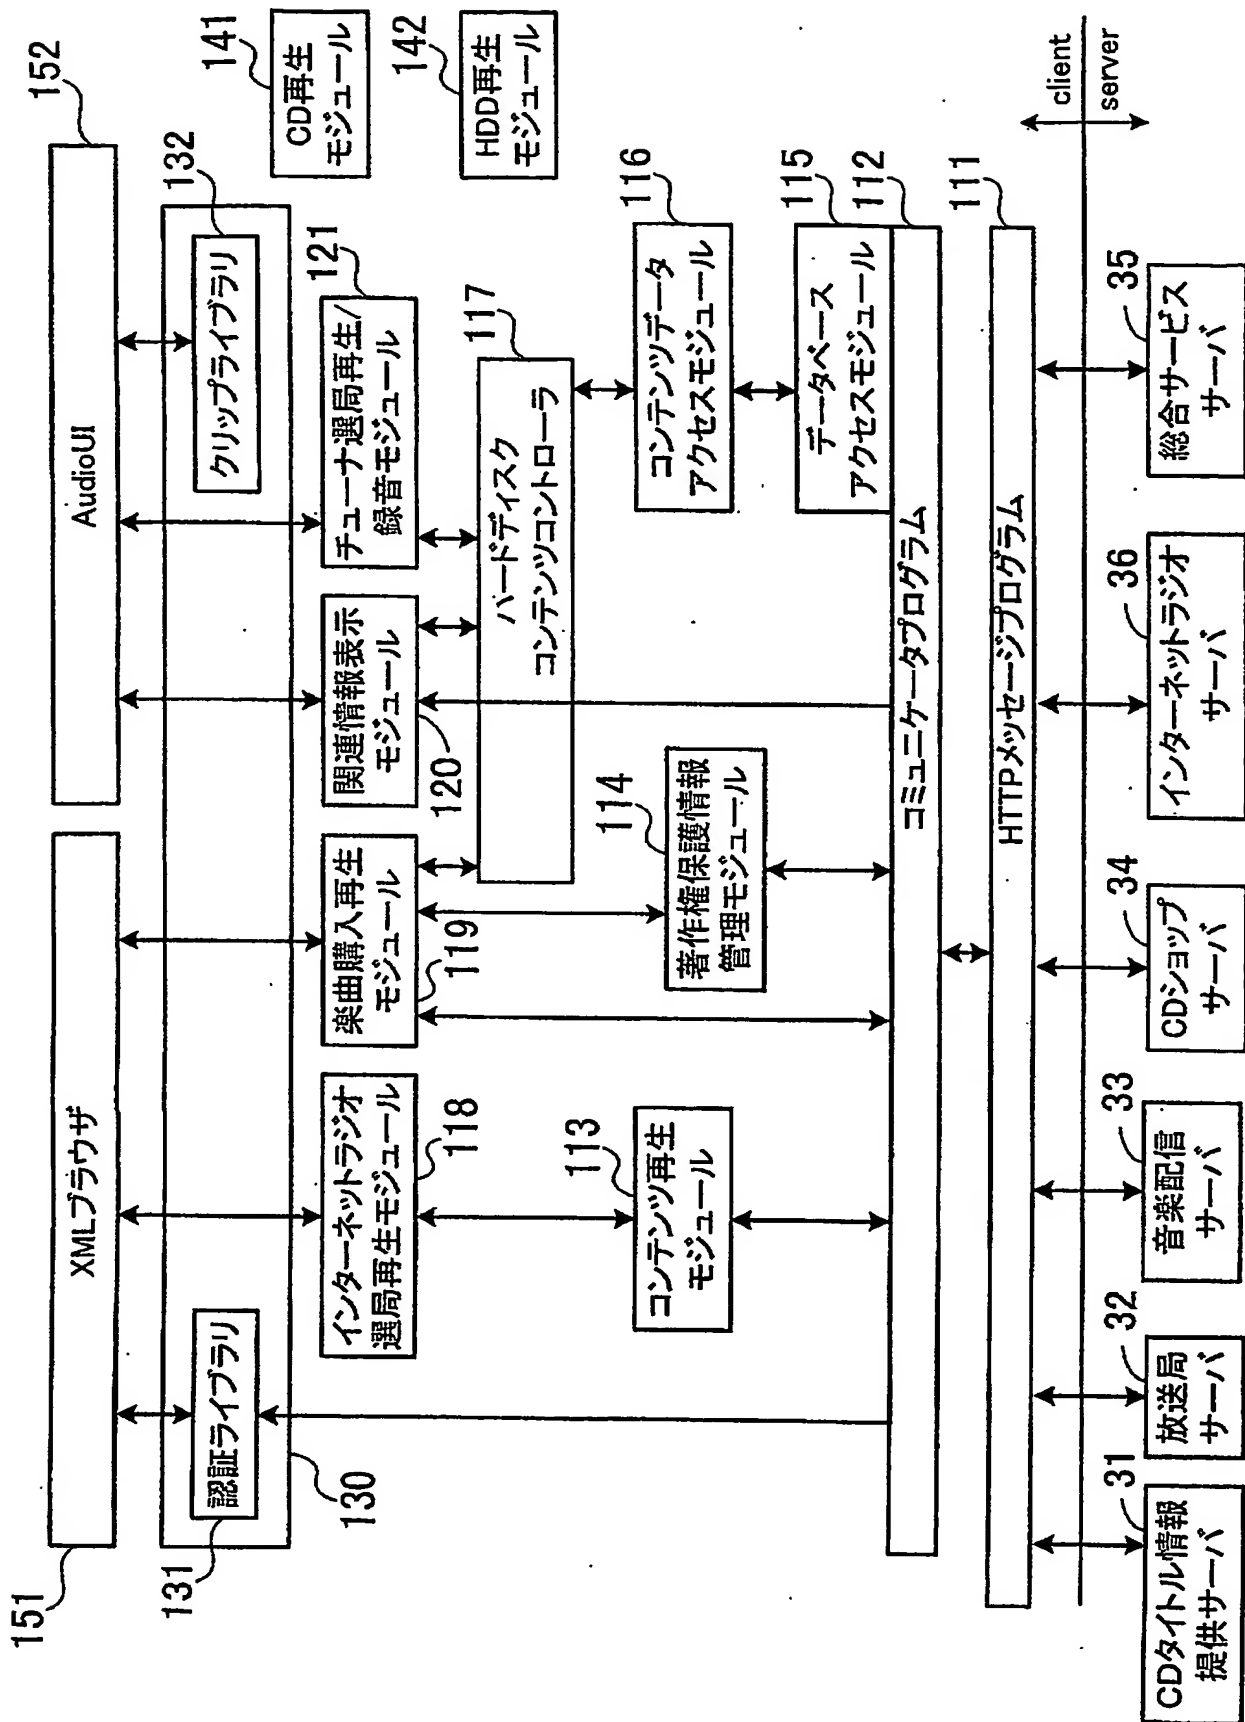 151
XMLブラウザ
AudioUI
152
131
認証ライブラリ
130
クリップライブラリ
132
CD再生
モジュール
141
インターネットラジオ
選局再生モジュール
118
楽曲購入再生
モジュール
119
関連情報表示
モジュール
120
チューナ選局再生/
録音モジュール
121
HDD再生
モジュール
142
ハードディスク
コンテンツコントローラ
117
コンテンツ再生
モジュール
113
著作権保護情報
管理モジュール
114
コンテンツデータ
アクセスモジュール
116
データベース
アクセスモジュール
115
コミュニケータプログラム
112
HTTPメッセージプログラム
111
client
server
CDタイトル情報
提供サーバ
31
放送局
サーバ
32
音楽配信
サーバ
33
CDショップ
サーバ
34
インターネットラジオ
サーバ
36
総合サービス
サーバ
35